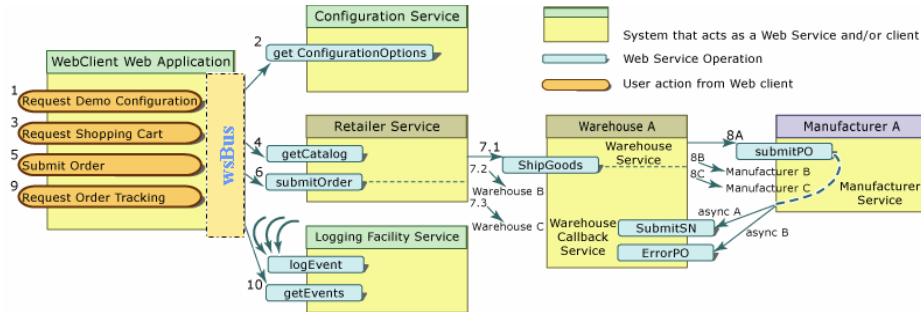 Configuration Service
2
get ConfigurationOptions
System that acts as a Web Service and/or client
Web Service Operation
User action from Web client
WebClient Web Application
1
Request Demo Configuration
3
Request Shopping Cart
5
Submit Order
9
Request Order Tracking
wsBus
Retailer Service
4
getCatalog
6
submitOrder
7.1
7.2
Warehouse B
7.3
Warehouse C
Warehouse A
Warehouse
Service
ShipGoods
8A
8B
Manufacturer B
8C
Manufacturer C
Manufacturer A
submitPO
Manufacturer
Service
async A
async B
Warehouse
Callback
Service
SubmitSN
ErrorPO
Logging Facility Service
logEvent
10
getEvents